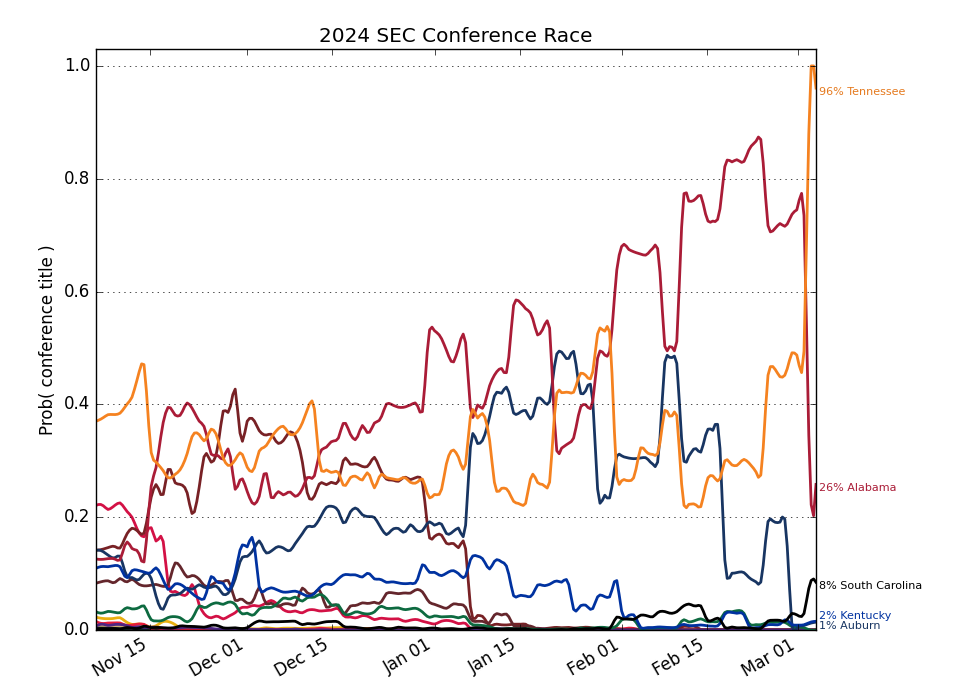 2024 SEC Conference Race
Prob( conference title )
1.0
0.8
0.6
0.4
0.2
0.0
96% Tennessee
26% Alabama
8% South Carolina
2% Kentucky
1% Auburn
Nov 15
Dec 01
Dec 15
Jan 01
Jan 15
Feb 01
Feb 15
Mar 01